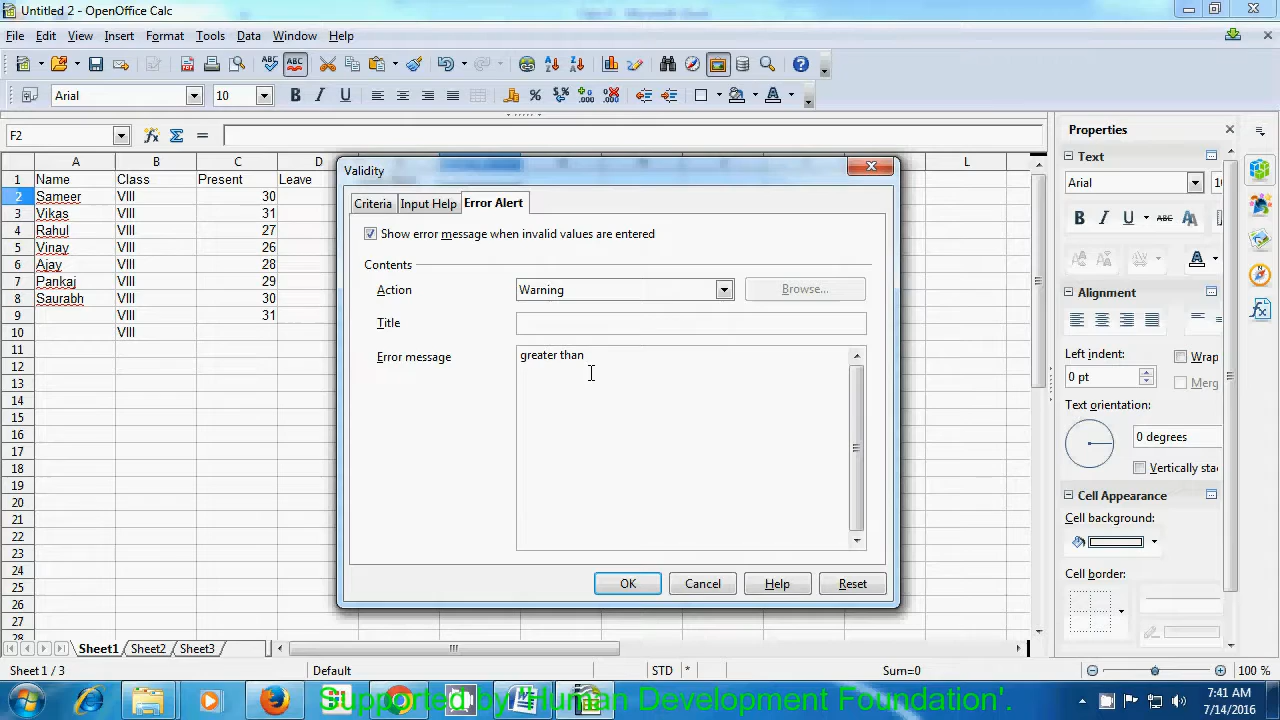 Untitled 2 - OpenOffice Calc
File Edit View Insert Format Tools Data Window Help
Arial 10
F2
A B C D L
1 Name Class Present Leave
2 Sameer VIII 30
3 Vikas VIII 31
4 Rahul VIII 27
5 Vinay VIII 26
6 Ajay VIII 28
7 Pankaj VIII 29
8 Saurabh VIII 30
9 31
10 VIII
11
12
13
14
15
16
17
18
19
20
21
22
23
24
25
26
27
28
Validity
Criteria Input Help Error Alert
Show error message when invalid values are entered
Contents
Action Warning Browse...
Title
Error message greater than
OK Cancel Help Reset
Properties
Text
Arial
Alignment
Left indent: Wrap
0 pt Merg
Text orientation:
0 degrees
Vertically stac
Cell Appearance
Cell background:
Cell border:
Sheet1 Sheet2 Sheet3
Sheet 1 / 3 Default STD * Sum=0 100 %
Supported by 'Human Development Foundation'.
7:41 AM
7/14/2016